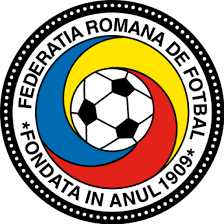 FEDERATIA ROMANA DE FOTBAL
*FONDATA IN ANUL 1909*